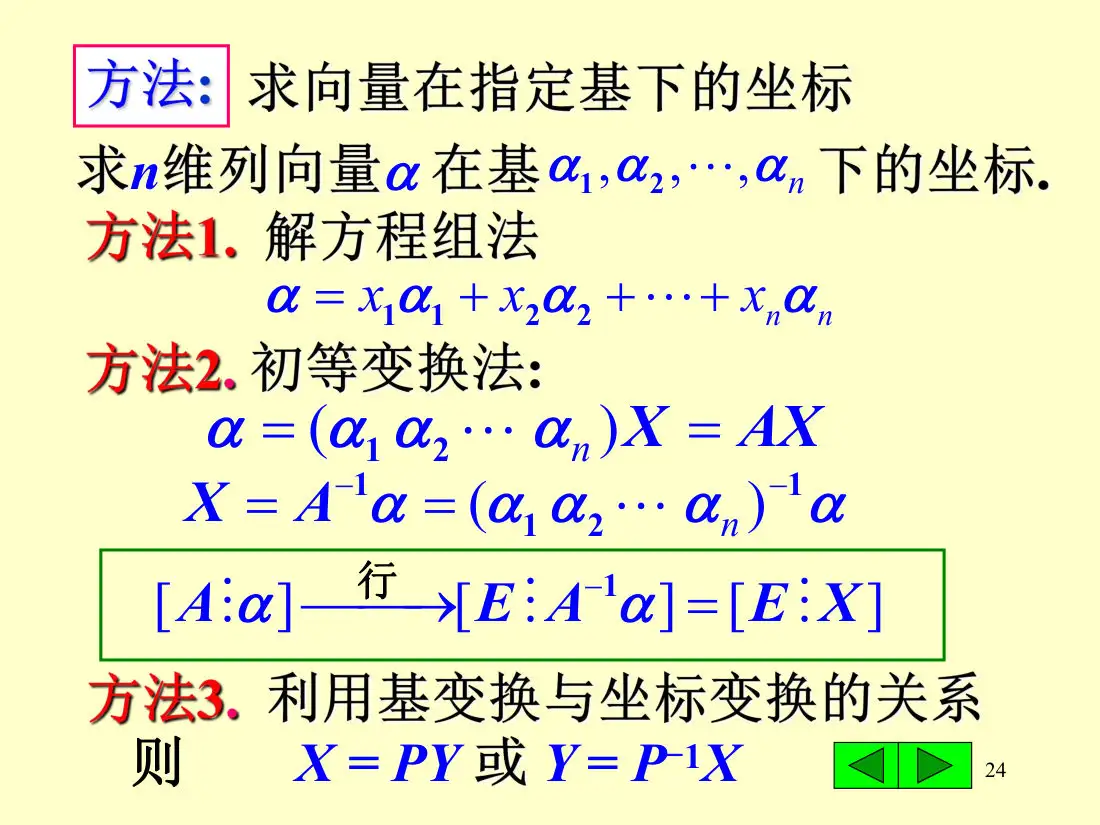 方法: 求向量在指定基下的坐标
求n维列向量α 在基 α₁,α₂,⋯,αₙ 下的坐标.
方法1. 解方程组法
α = x₁α₁ + x₂α₂ + ⋯ + xₙαₙ
方法2. 初等变换法:
α = (α₁ α₂ ⋯ αₙ)X = AX
X = A⁻¹α = (α₁ α₂ ⋯ αₙ)⁻¹α
[A⋮α] —行→ [E⋮A⁻¹α] = [E⋮X]
方法3. 利用基变换与坐标变换的关系
则 X = PY 或 Y = P⁻¹X
24